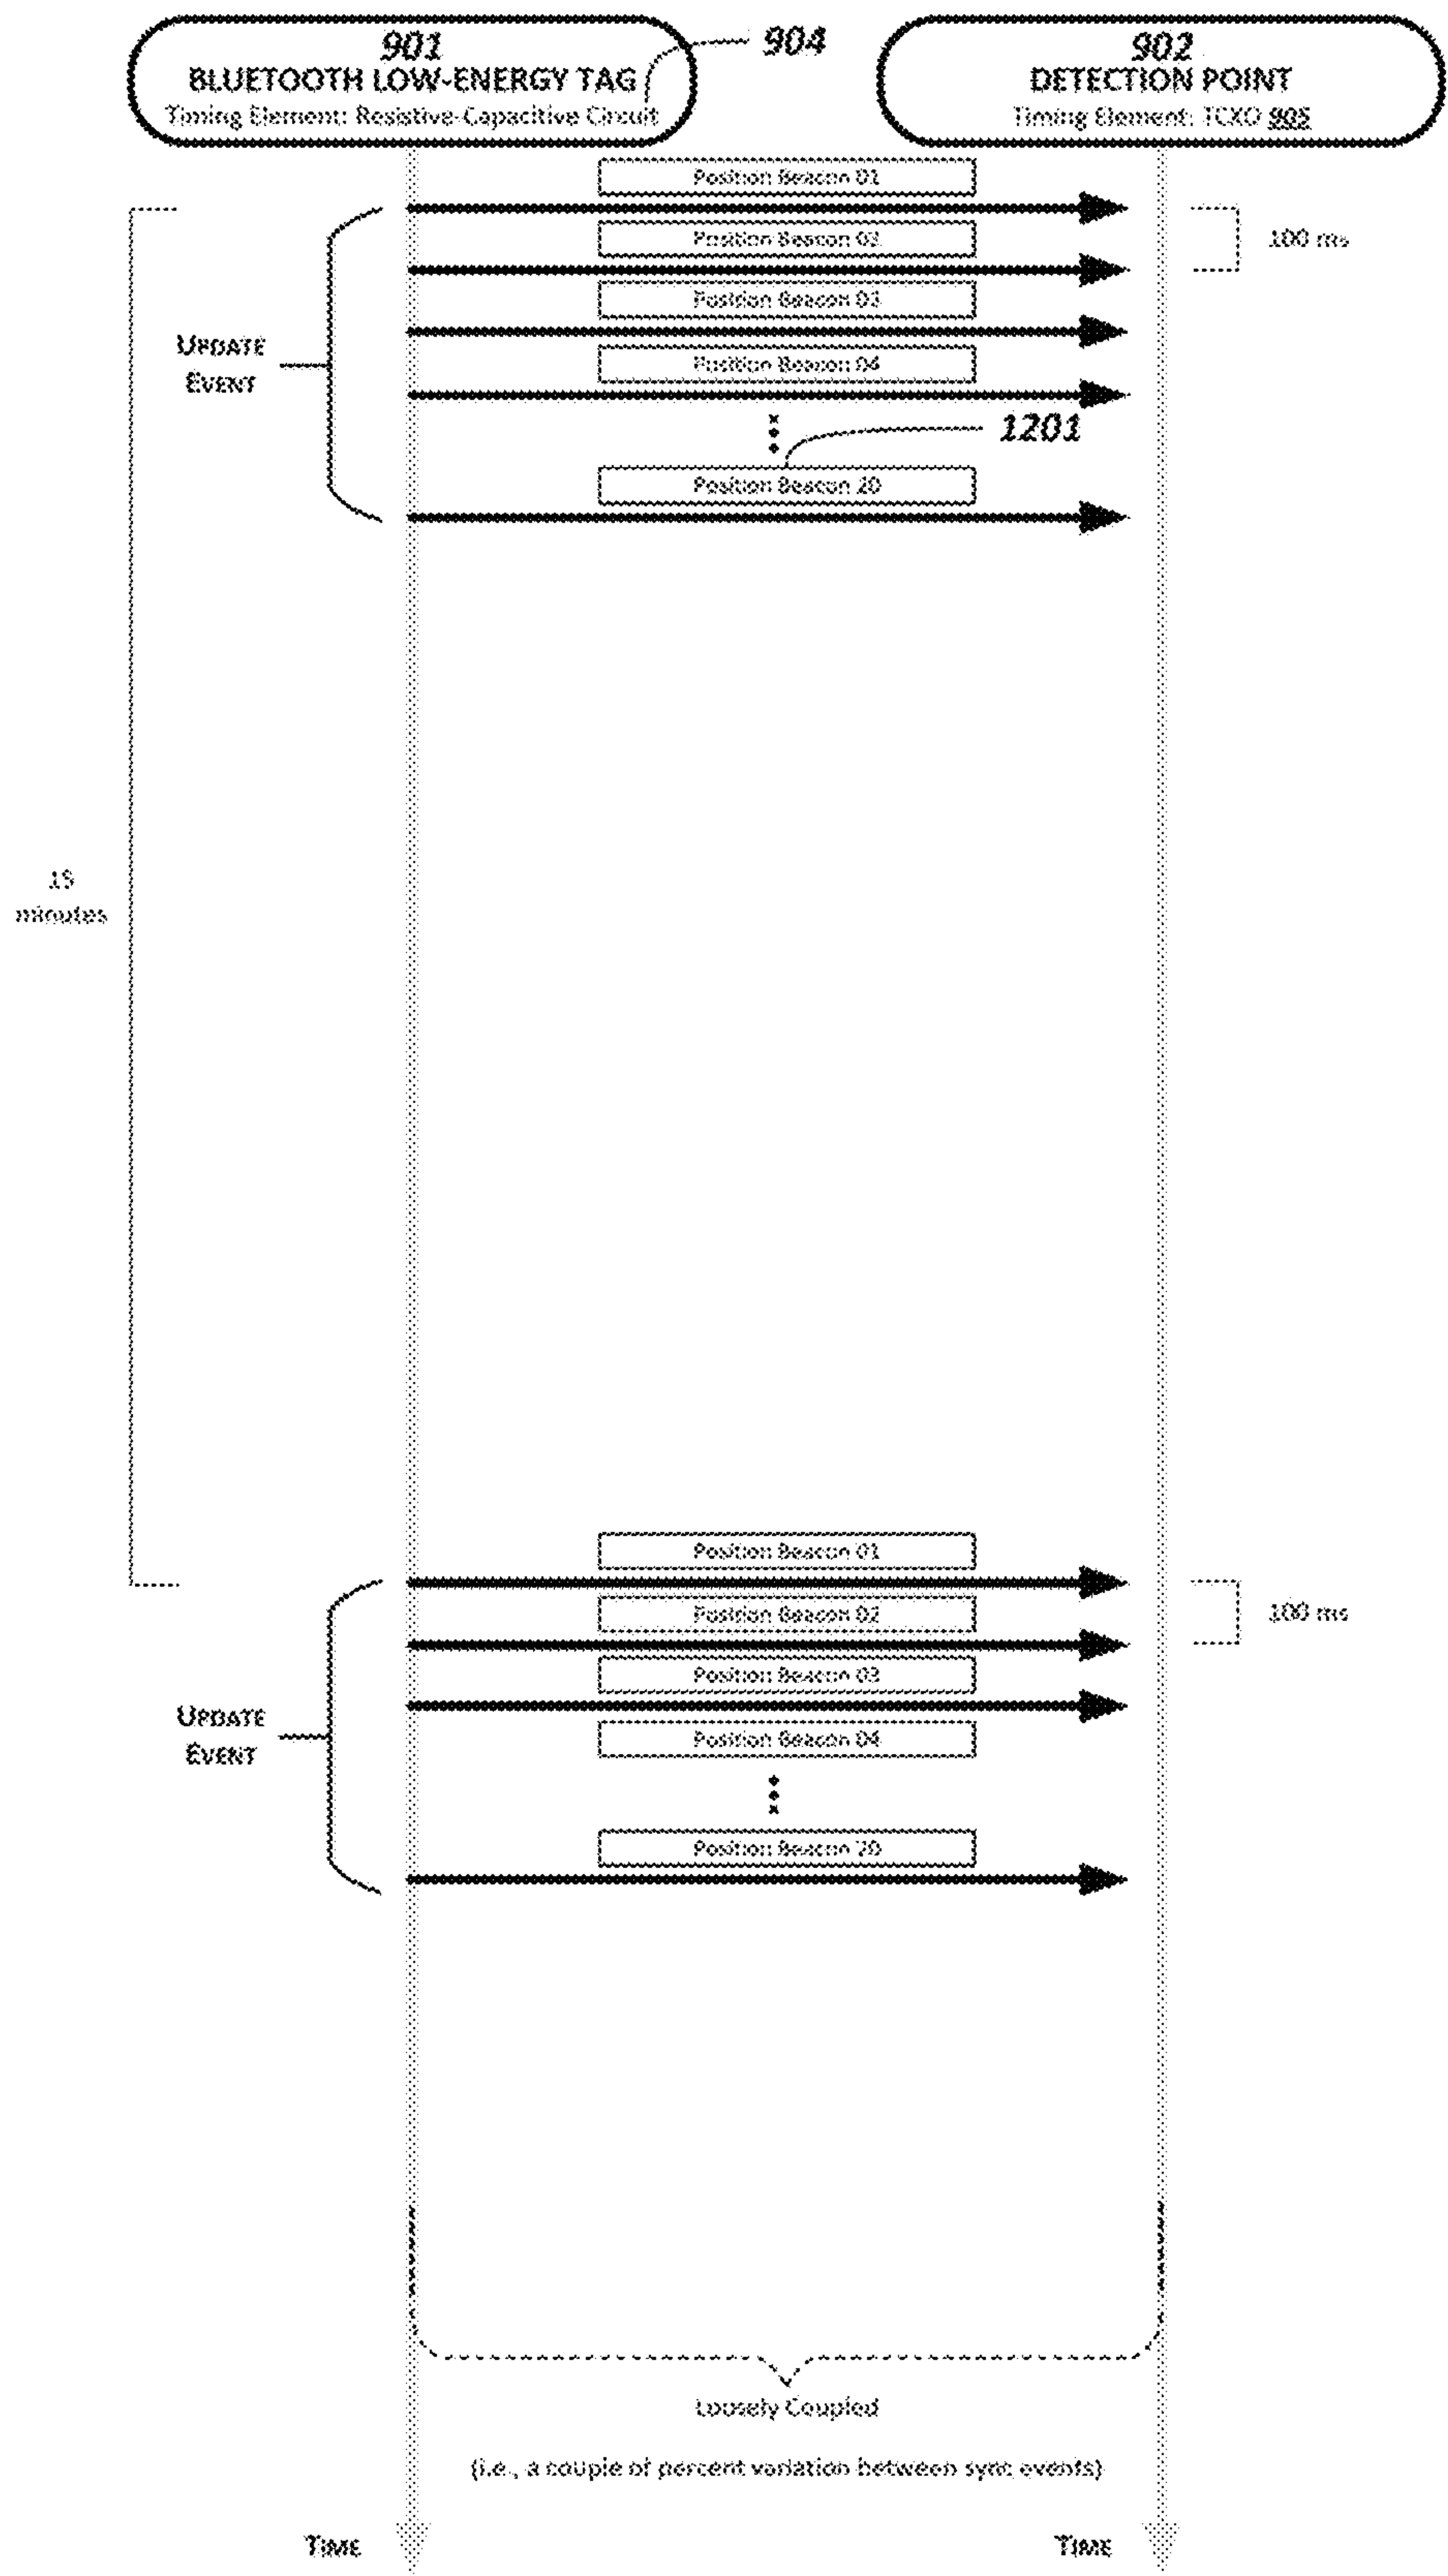 901
904
BLUETOOTH LOW-ENERGY TAG
Timing Element: Resistive-Capacitive Circuit
902
DETECTION POINT
Timing Element: TCXO 905
Position Beacon 01
100 ms
Position Beacon 02
Position Beacon 03
UPDATE
EVENT
Position Beacon 04
1201
Position Beacon 20
15
minutes
Position Beacon 01
100 ms
Position Beacon 02
Position Beacon 03
UPDATE
EVENT
Position Beacon 04
Position Beacon 20
Loosely Coupled
(i.e., a couple of percent variation between sync events)
TIME
TIME